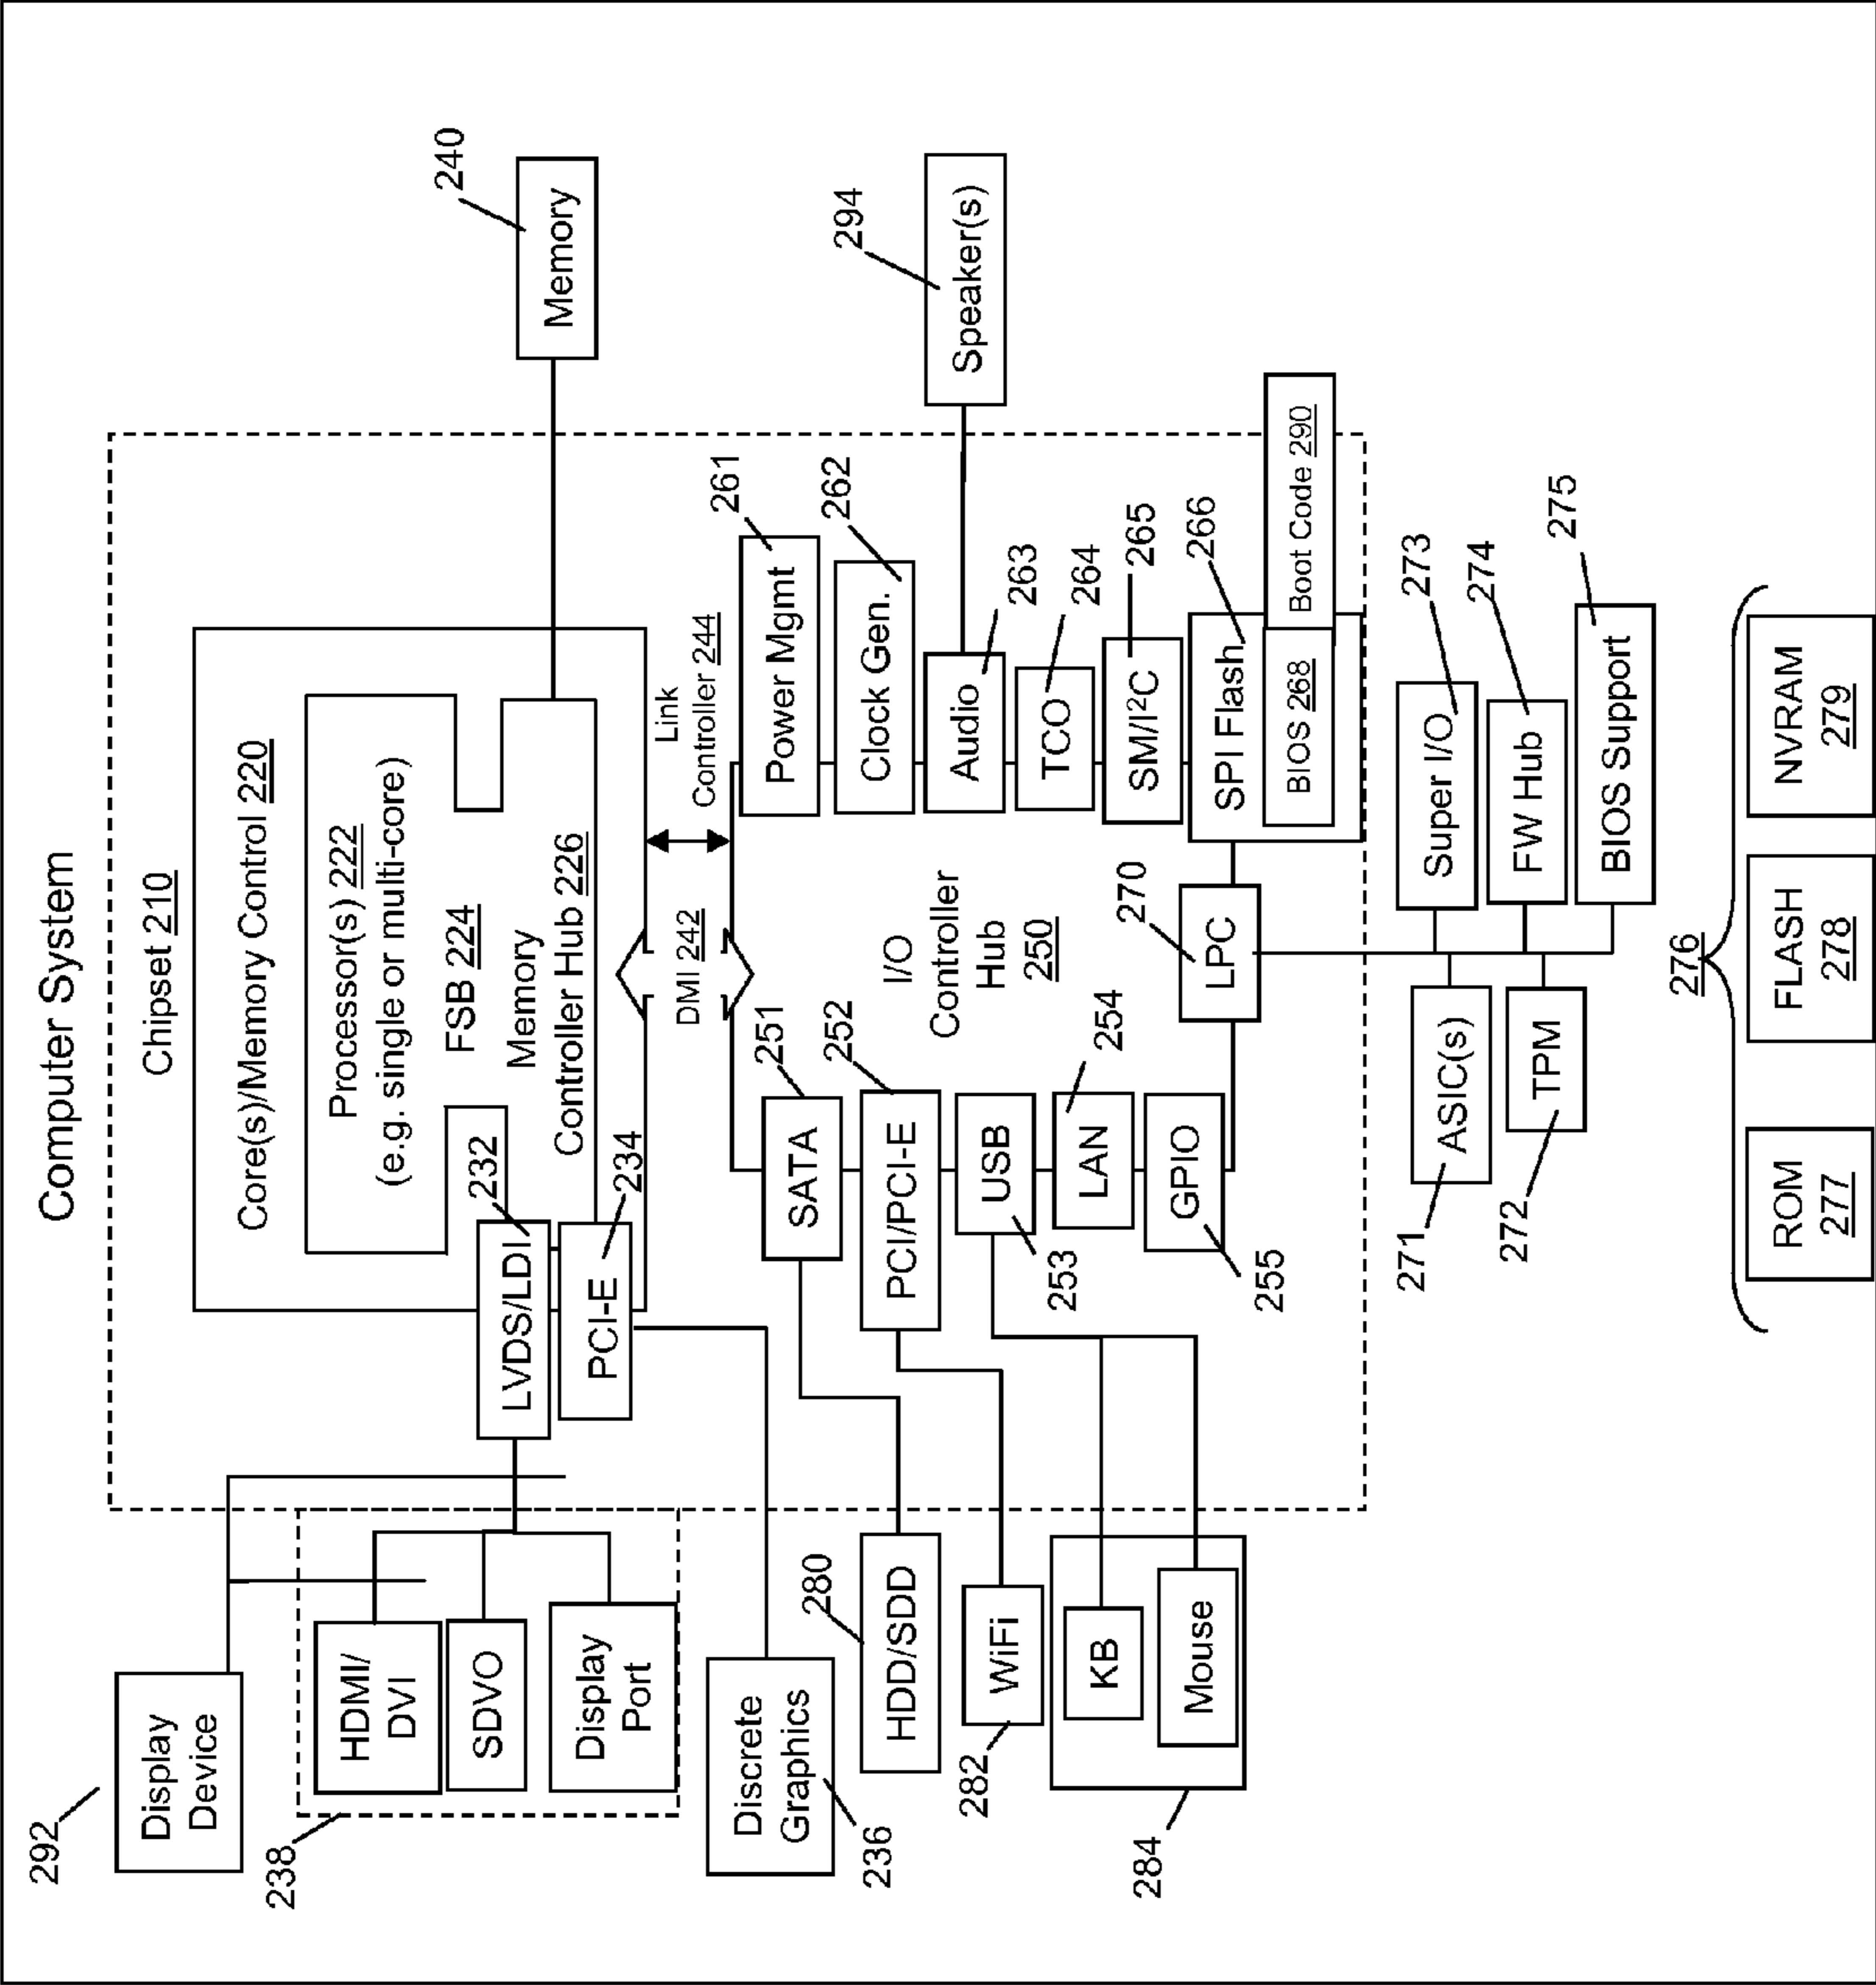 Computer System
Chipset 210
Core(s)/Memory Control 220
Processor(s) 222
(e.g. single or multi-core)
FSB 224
Memory
Controller Hub 226
LVDS/LDI
232
PCI-E
234
Memory
240
292
Display
Device
238
HDMI/
DVI
SDVO
Display
Port
Discrete
Graphics
236
DMI 242
Link
Controller 244
I/O
Controller
Hub
250
SATA
251
PCI/PCI-E
252
USB
253
LAN
254
GPIO
255
Power Mgmt
261
Clock Gen.
262
Audio
263
TCO
264
SM/I²C
265
SPI Flash
266
BIOS 268
Boot Code 290
Speaker(s)
294
280
HDD/SDD
WiFi
282
KB
Mouse
284
LPC
270
ASIC(s)
271
TPM
272
Super I/O
273
FW Hub
274
BIOS Support
275
276
ROM
277
FLASH
278
NVRAM
279